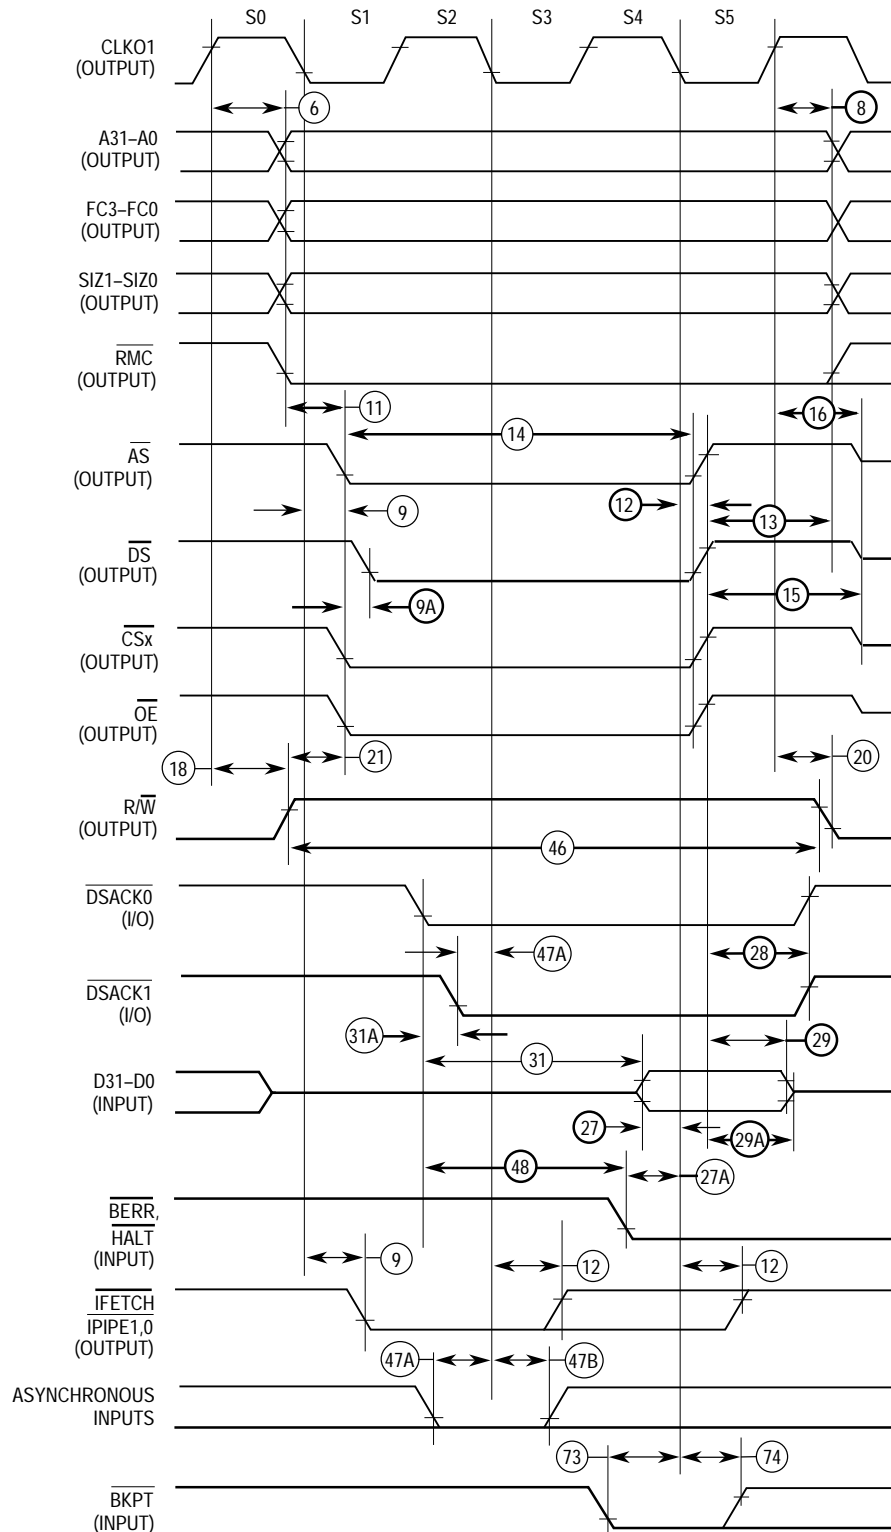 S0 S1 S2 S3 S4 S5
CLKO1
(OUTPUT)
6 8
A31–A0
(OUTPUT)
FC3–FC0
(OUTPUT)
SIZ1–SIZ0
(OUTPUT)
RMC
(OUTPUT)
11 16
14
AS
(OUTPUT)
9 12
13
DS
(OUTPUT)
9A 15
CSx
(OUTPUT)
OE
(OUTPUT)
18 21 20
R/W
(OUTPUT)
46
DSACK0
(I/O)
47A 28
DSACK1
(I/O)
31A 29
31
D31–D0
(INPUT)
27 29A
48 27A
BERR,
HALT
(INPUT)
9 12 12
IFETCH
IPIPE1,0
(OUTPUT)
47A 47B
ASYNCHRONOUS
INPUTS
73 74
BKPT
(INPUT)